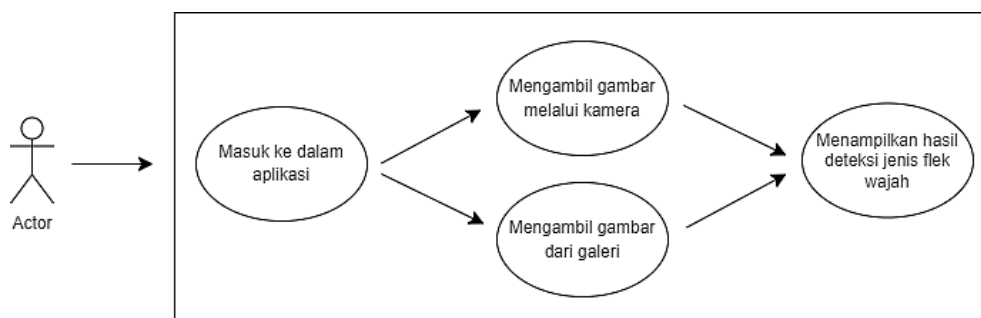 Actor
Masuk ke dalam
aplikasi
Mengambil gambar
melalui kamera
Mengambil gambar
dari galeri
Menampilkan hasil
deteksi jenis flek
wajah